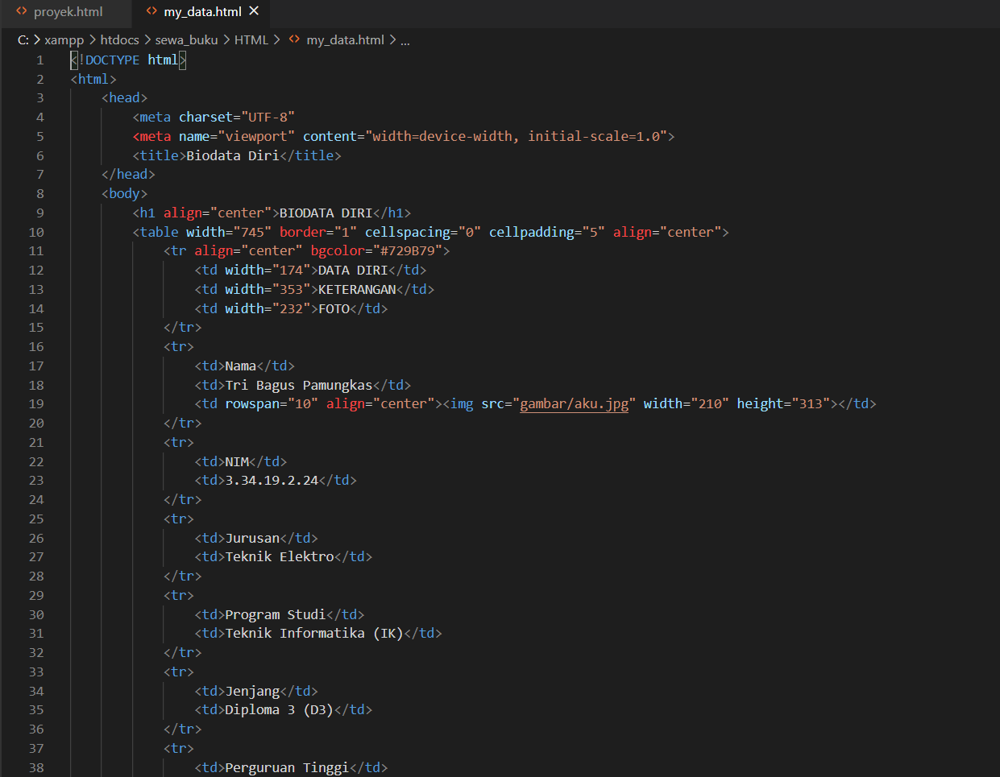 proyek.html my_data.html
C: xampp htdocs sewa_buku HTML my_data.html ...
1 <!DOCTYPE html>
2 <html>
3 <head>
4 <meta charset="UTF-8"
5 <meta name="viewport" content="width=device-width, initial-scale=1.0">
6 <title>Biodata Diri</title>
7 </head>
8 <body>
9 <h1 align="center">BIODATA DIRI</h1>
10 <table width="745" border="1" cellspacing="0" cellpadding="5" align="center">
11 <tr align="center" bgcolor="#729B79">
12 <td width="174">DATA DIRI</td>
13 <td width="353">KETERANGAN</td>
14 <td width="232">FOTO</td>
15 </tr>
16 <tr>
17 <td>Nama</td>
18 <td>Tri Bagus Pamungkas</td>
19 <td rowspan="10" align="center"><img src="gambar/aku.jpg" width="210" height="313"></td>
20 </tr>
21 <tr>
22 <td>NIM</td>
23 <td>3.34.19.2.24</td>
24 </tr>
25 <tr>
26 <td>Jurusan</td>
27 <td>Teknik Elektro</td>
28 </tr>
29 <tr>
30 <td>Program Studi</td>
31 <td>Teknik Informatika (IK)</td>
32 </tr>
33 <tr>
34 <td>Jenjang</td>
35 <td>Diploma 3 (D3)</td>
36 </tr>
37 <tr>
38 <td>Perguruan Tinggi</td>